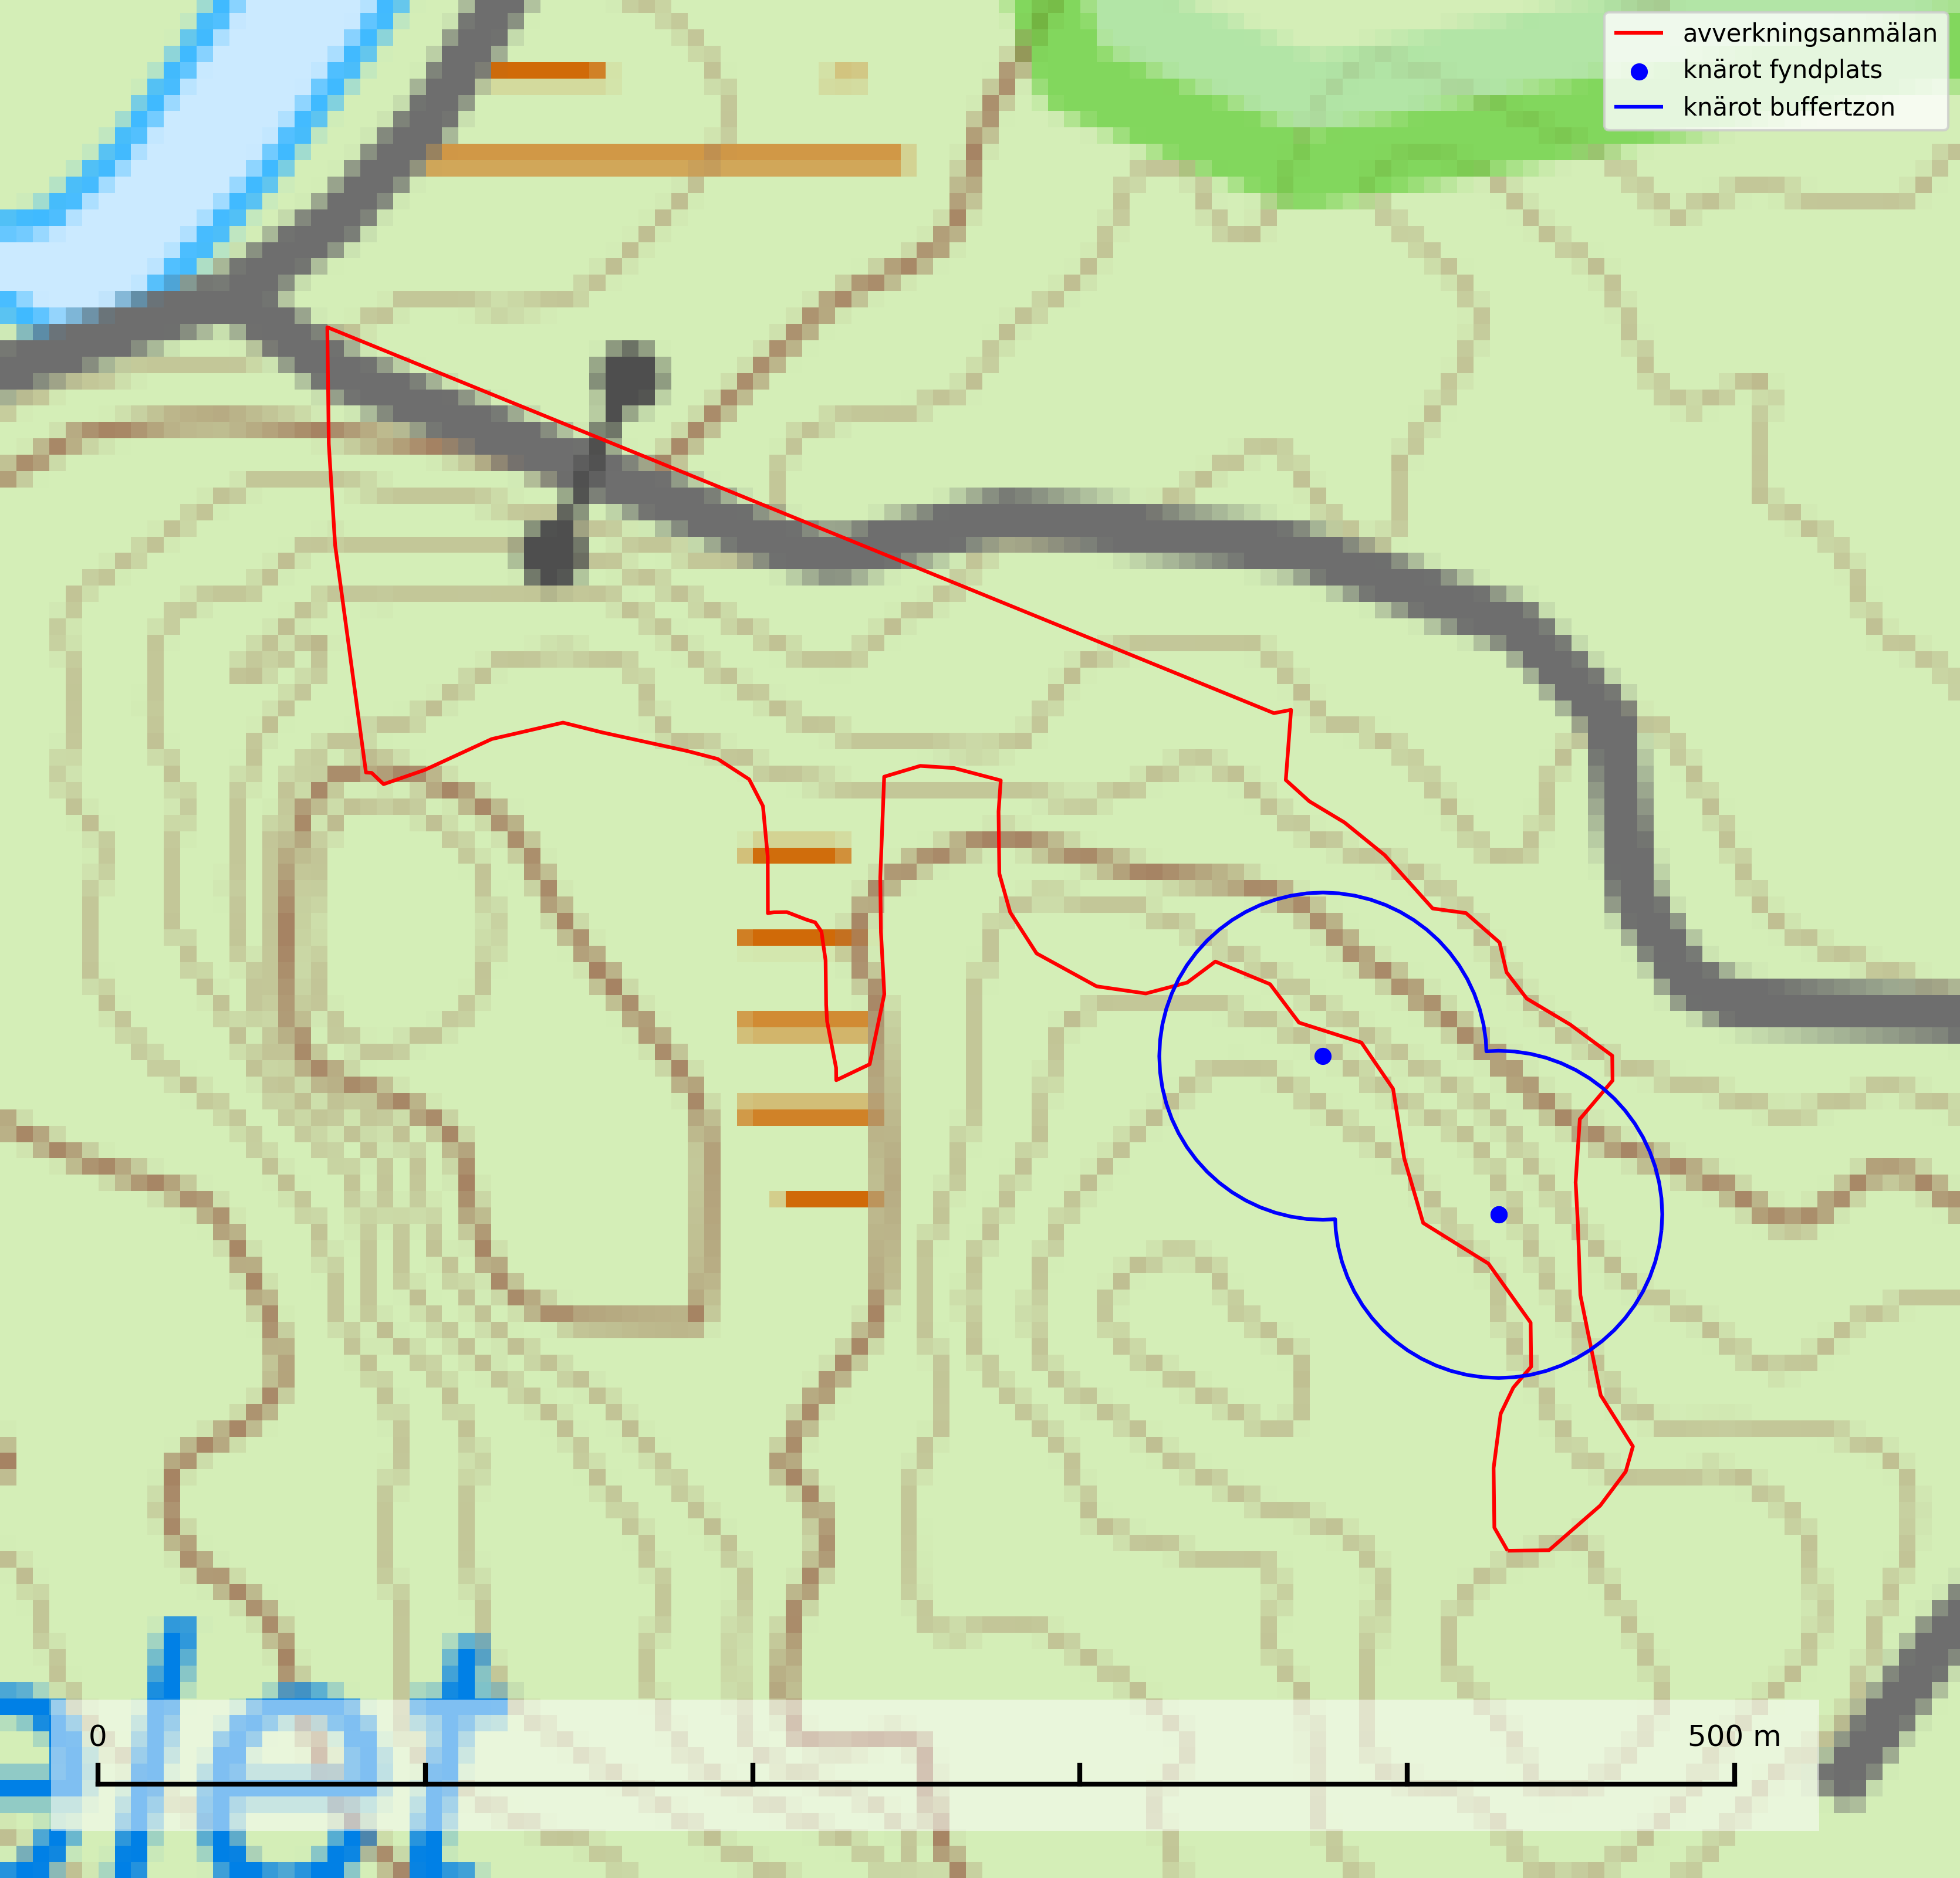 avverkningsanmälan
knärot fyndplats
knärot buffertzon
0 500 m